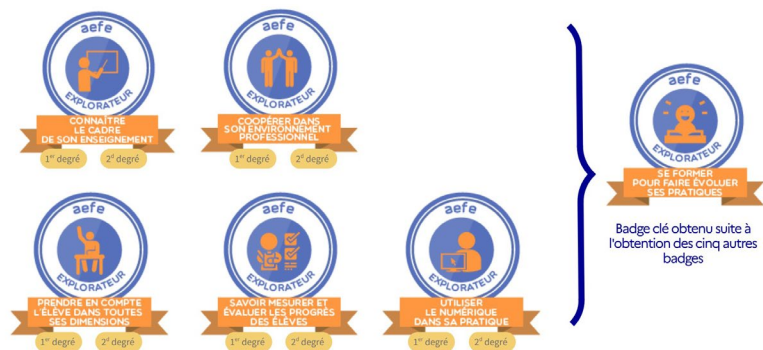 aefe
EXPLORATEUR
CONNAÎTRE
LE CADRE
DE SON ENSEIGNEMENT
1er degré
2d degré
aefe
EXPLORATEUR
COOPÉRER DANS
SON ENVIRONNEMENT
PROFESSIONNEL
1er degré
2d degré
aefe
EXPLORATEUR
PRENDRE EN COMPTE
L'ÉLÈVE DANS TOUTES
SES DIMENSIONS
1er degré
2d degré
aefe
EXPLORATEUR
SAVOIR MESURER ET
ÉVALUER LES PROGRÈS
DES ÉLÈVES
1er degré
2d degré
aefe
EXPLORATEUR
UTILISER
LE NUMÉRIQUE
DANS SA PRATIQUE
1er degré
2d degré
aefe
EXPLORATEUR
SE FORMER
POUR FAIRE ÉVOLUER
SES PRATIQUES
Badge clé obtenu suite à
l'obtention des cinq autres
badges